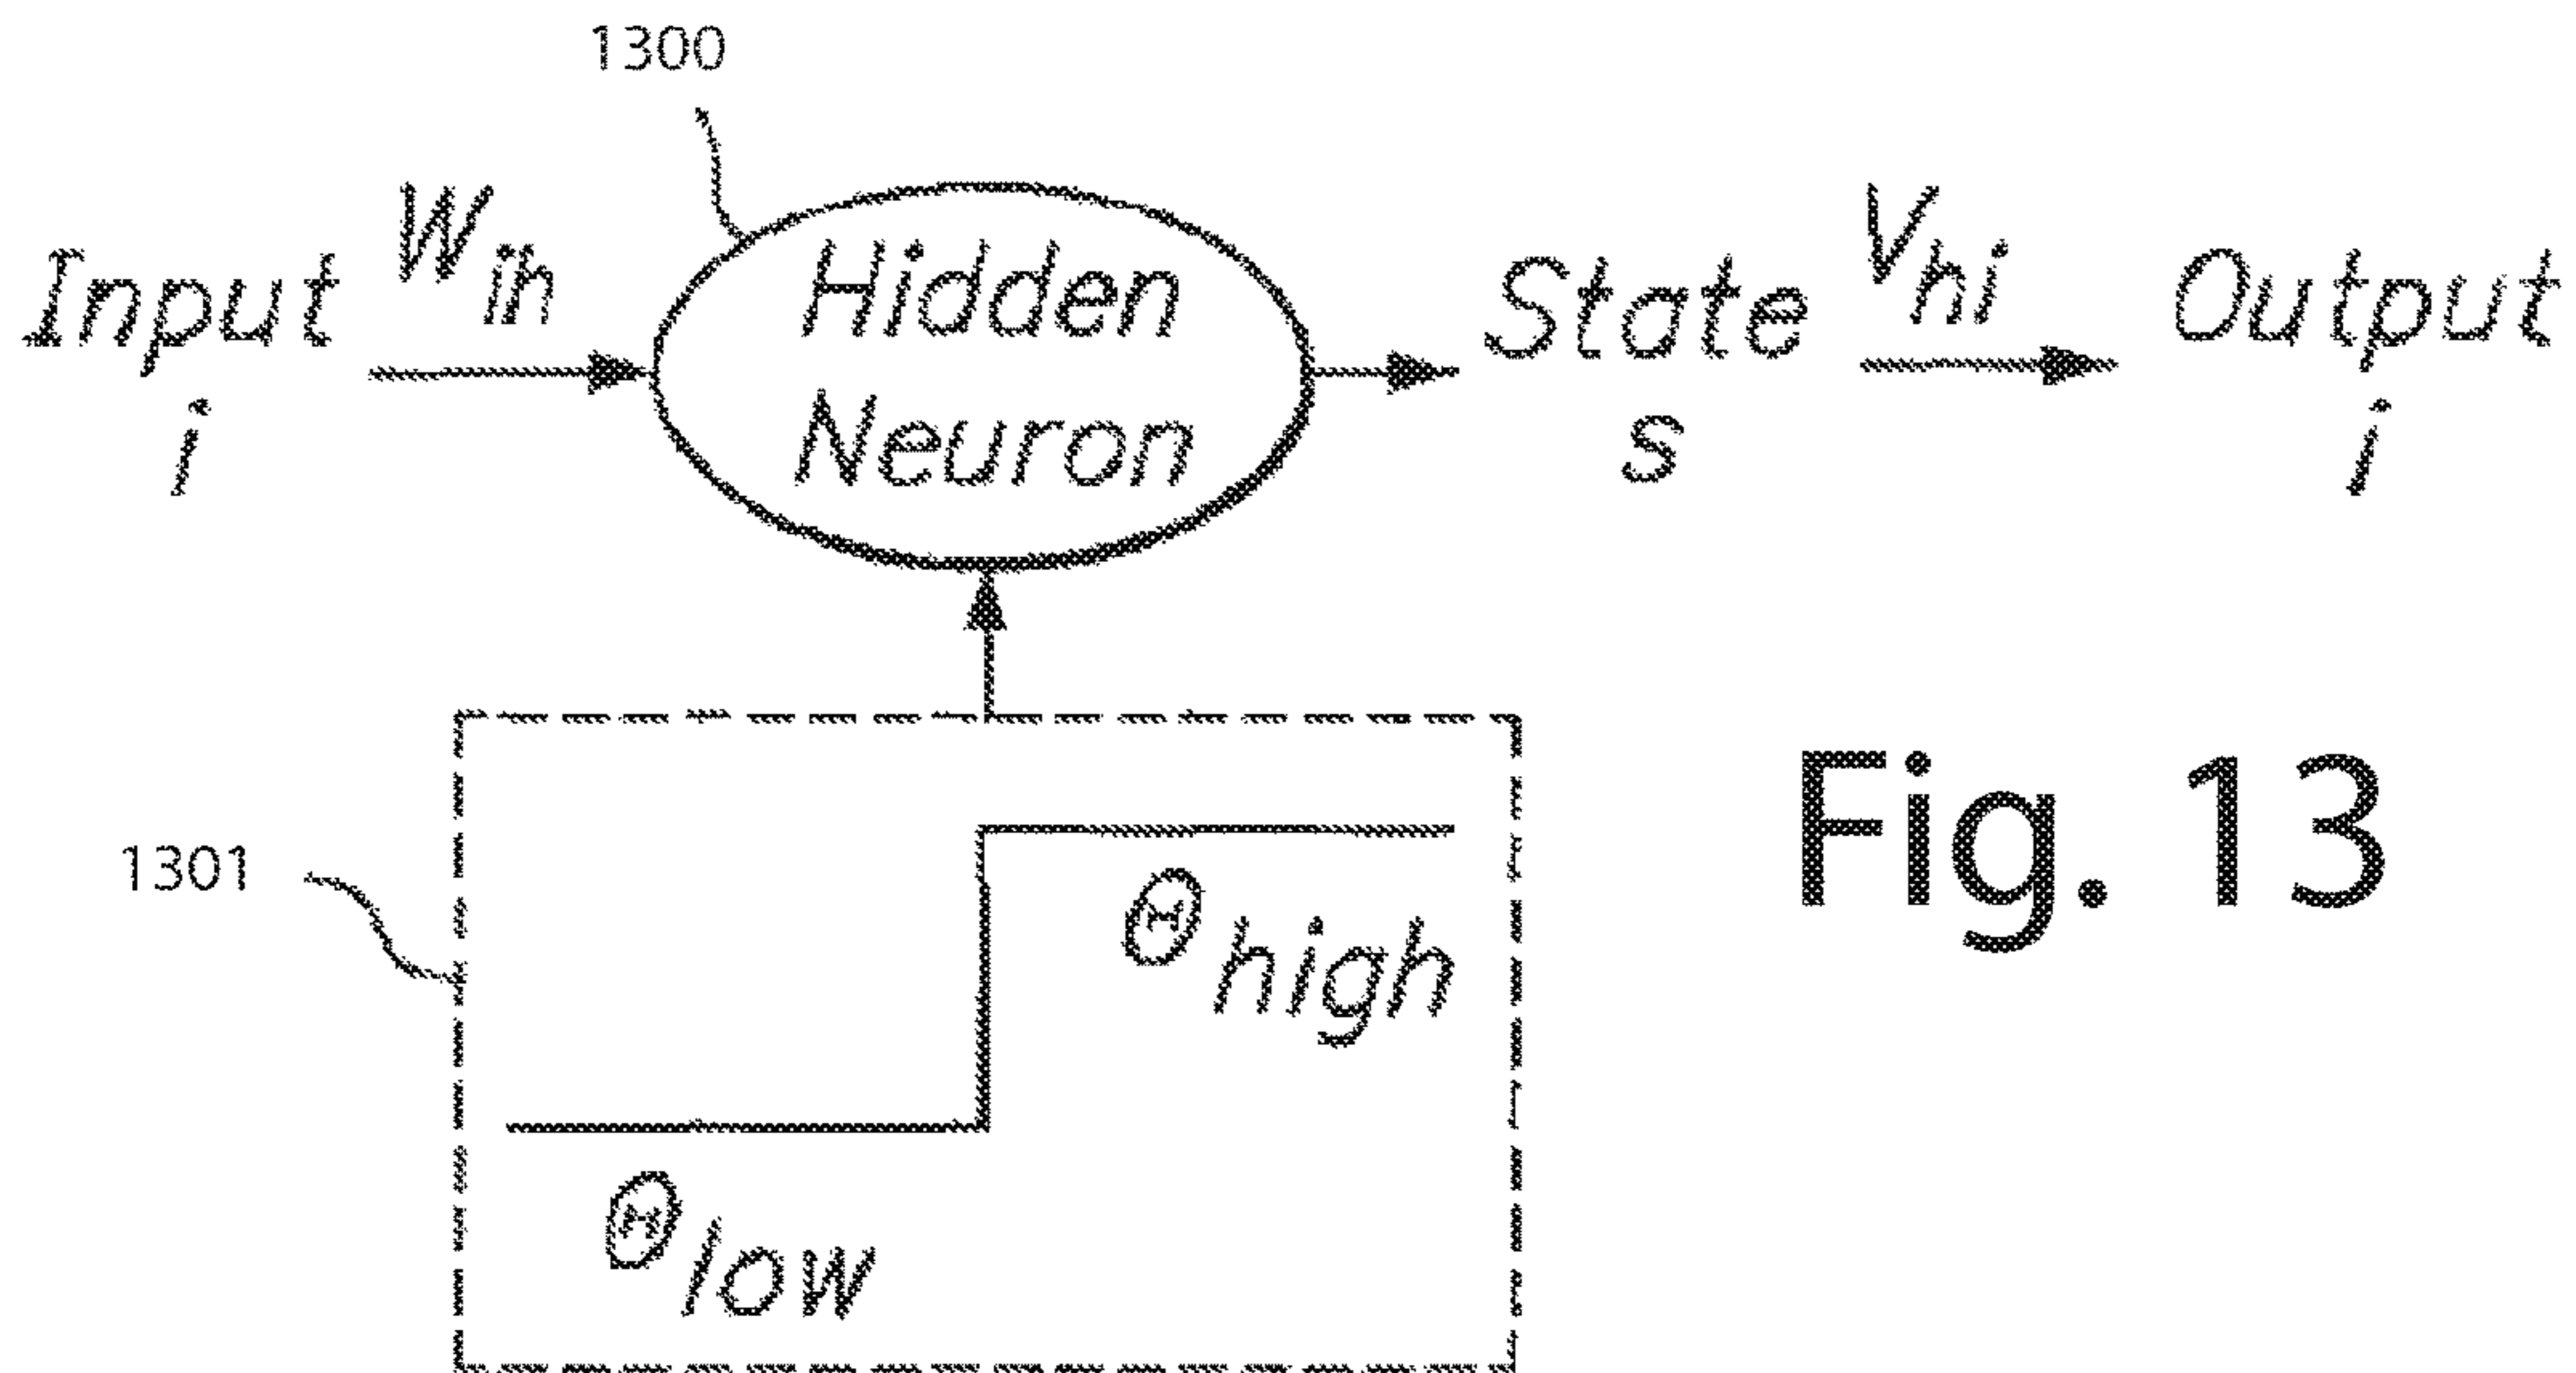 1300
Input W_ih Hidden State V_hi Output
i Neuron s i
1301
Θ_high
Θ_low
Fig. 13